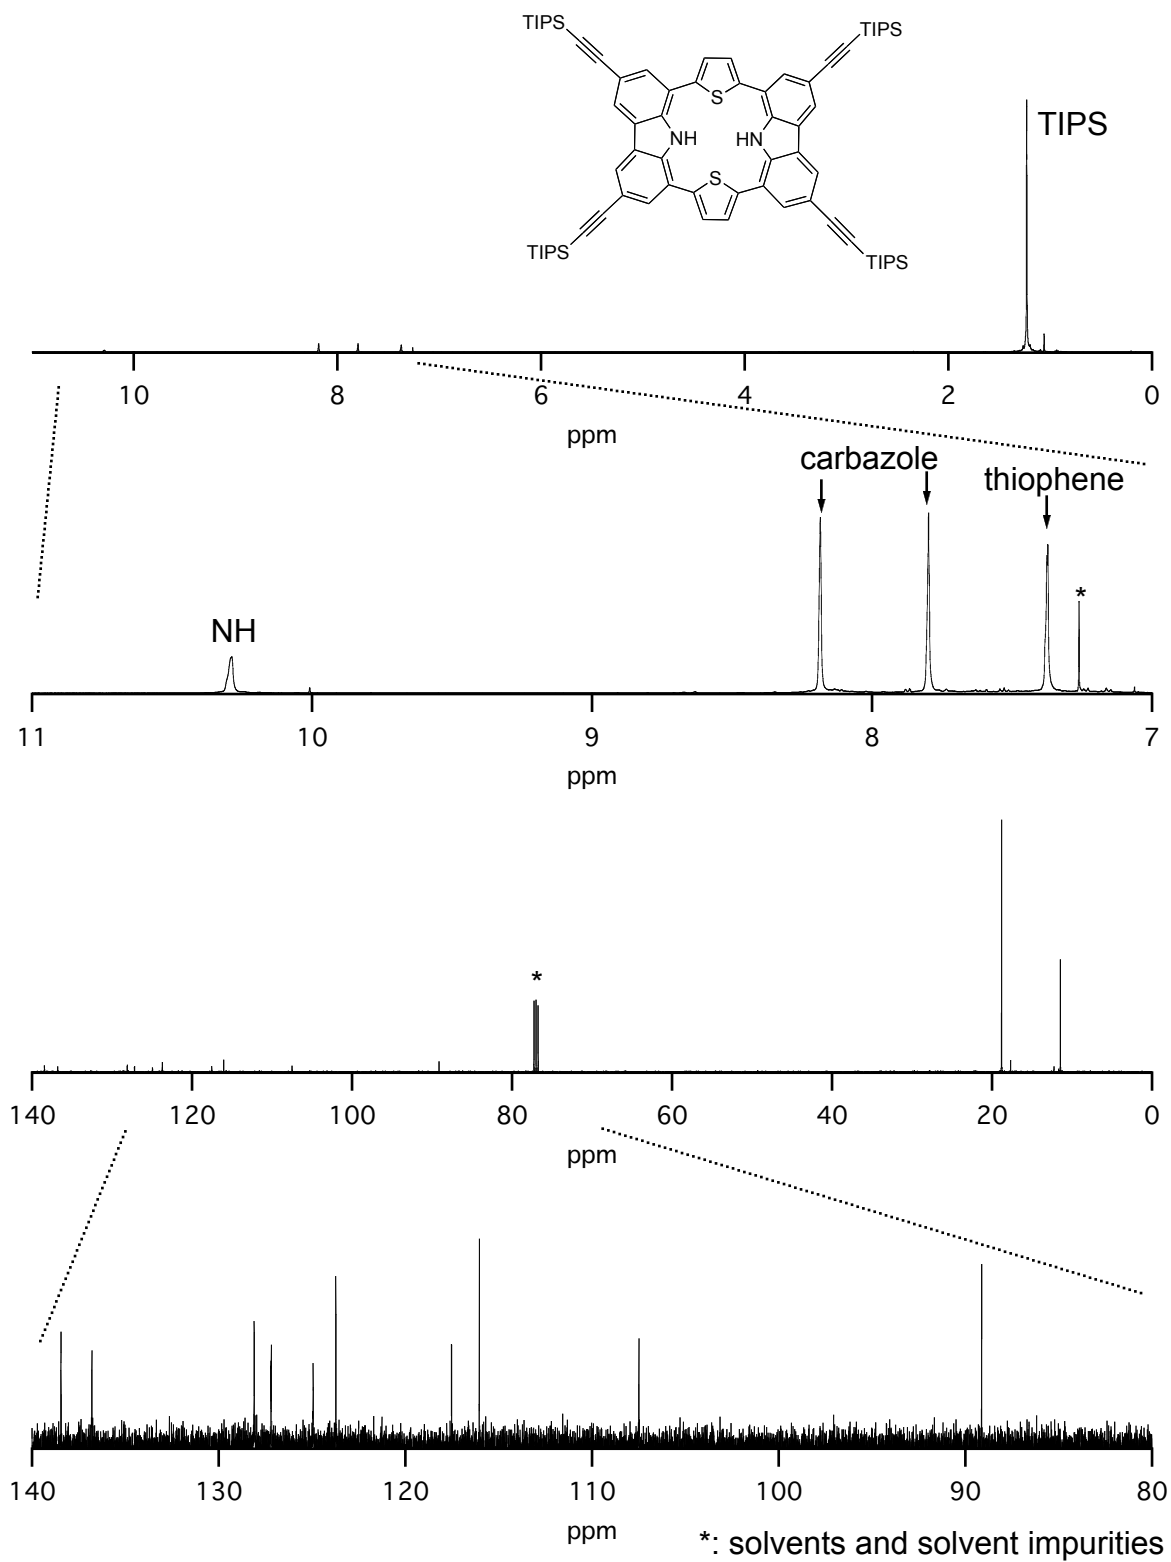 TIPS TIPS
S
NH HN
S
TIPS TIPS
TIPS
10 8 6 4 2 0
ppm
carbazole
thiophene
*
NH
11 10 9 8 7
ppm
*
140 120 100 80 60 40 20 0
ppm
140 130 120 110 100 90 80
ppm
*: solvents and solvent impurities